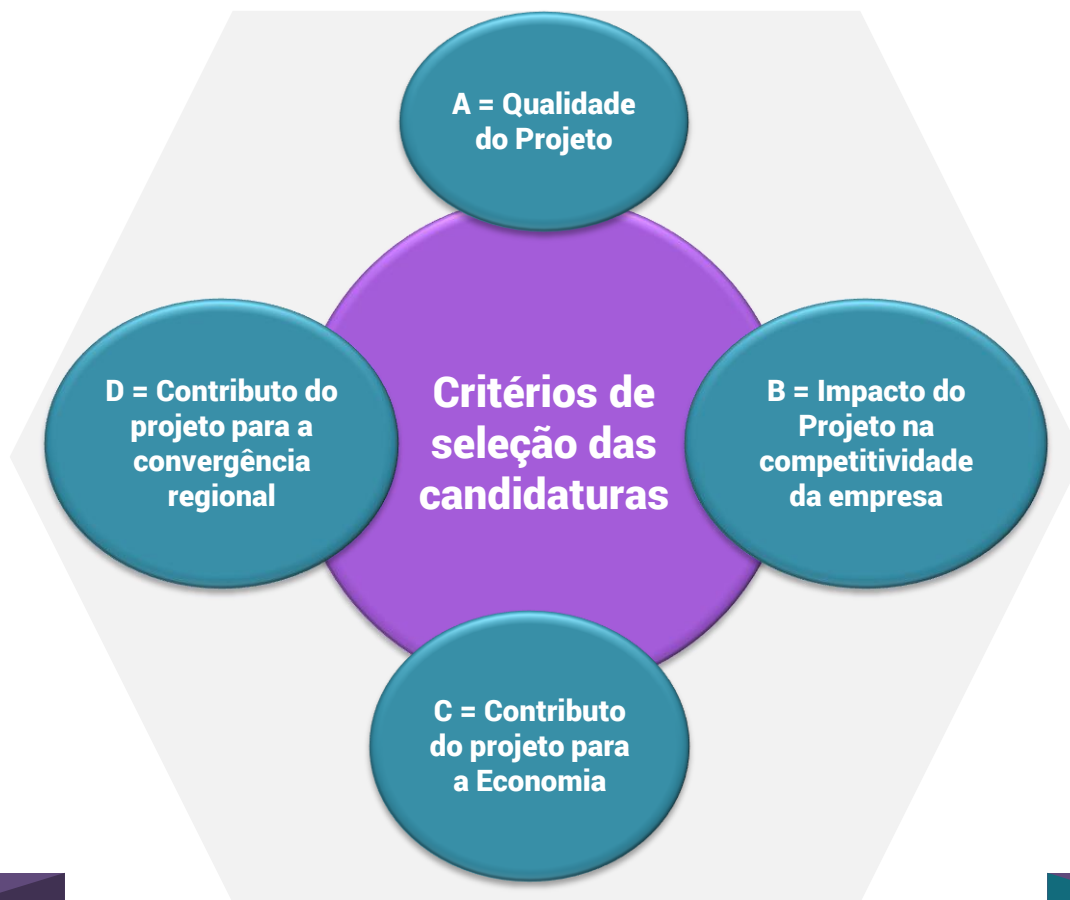 A = Qualidade
do Projeto
Critérios de
seleção das
candidaturas
D = Contributo do
projeto para a
convergência
regional
B = Impacto do
Projeto na
competitividade
da empresa
C = Contributo
do projeto para
a Economia